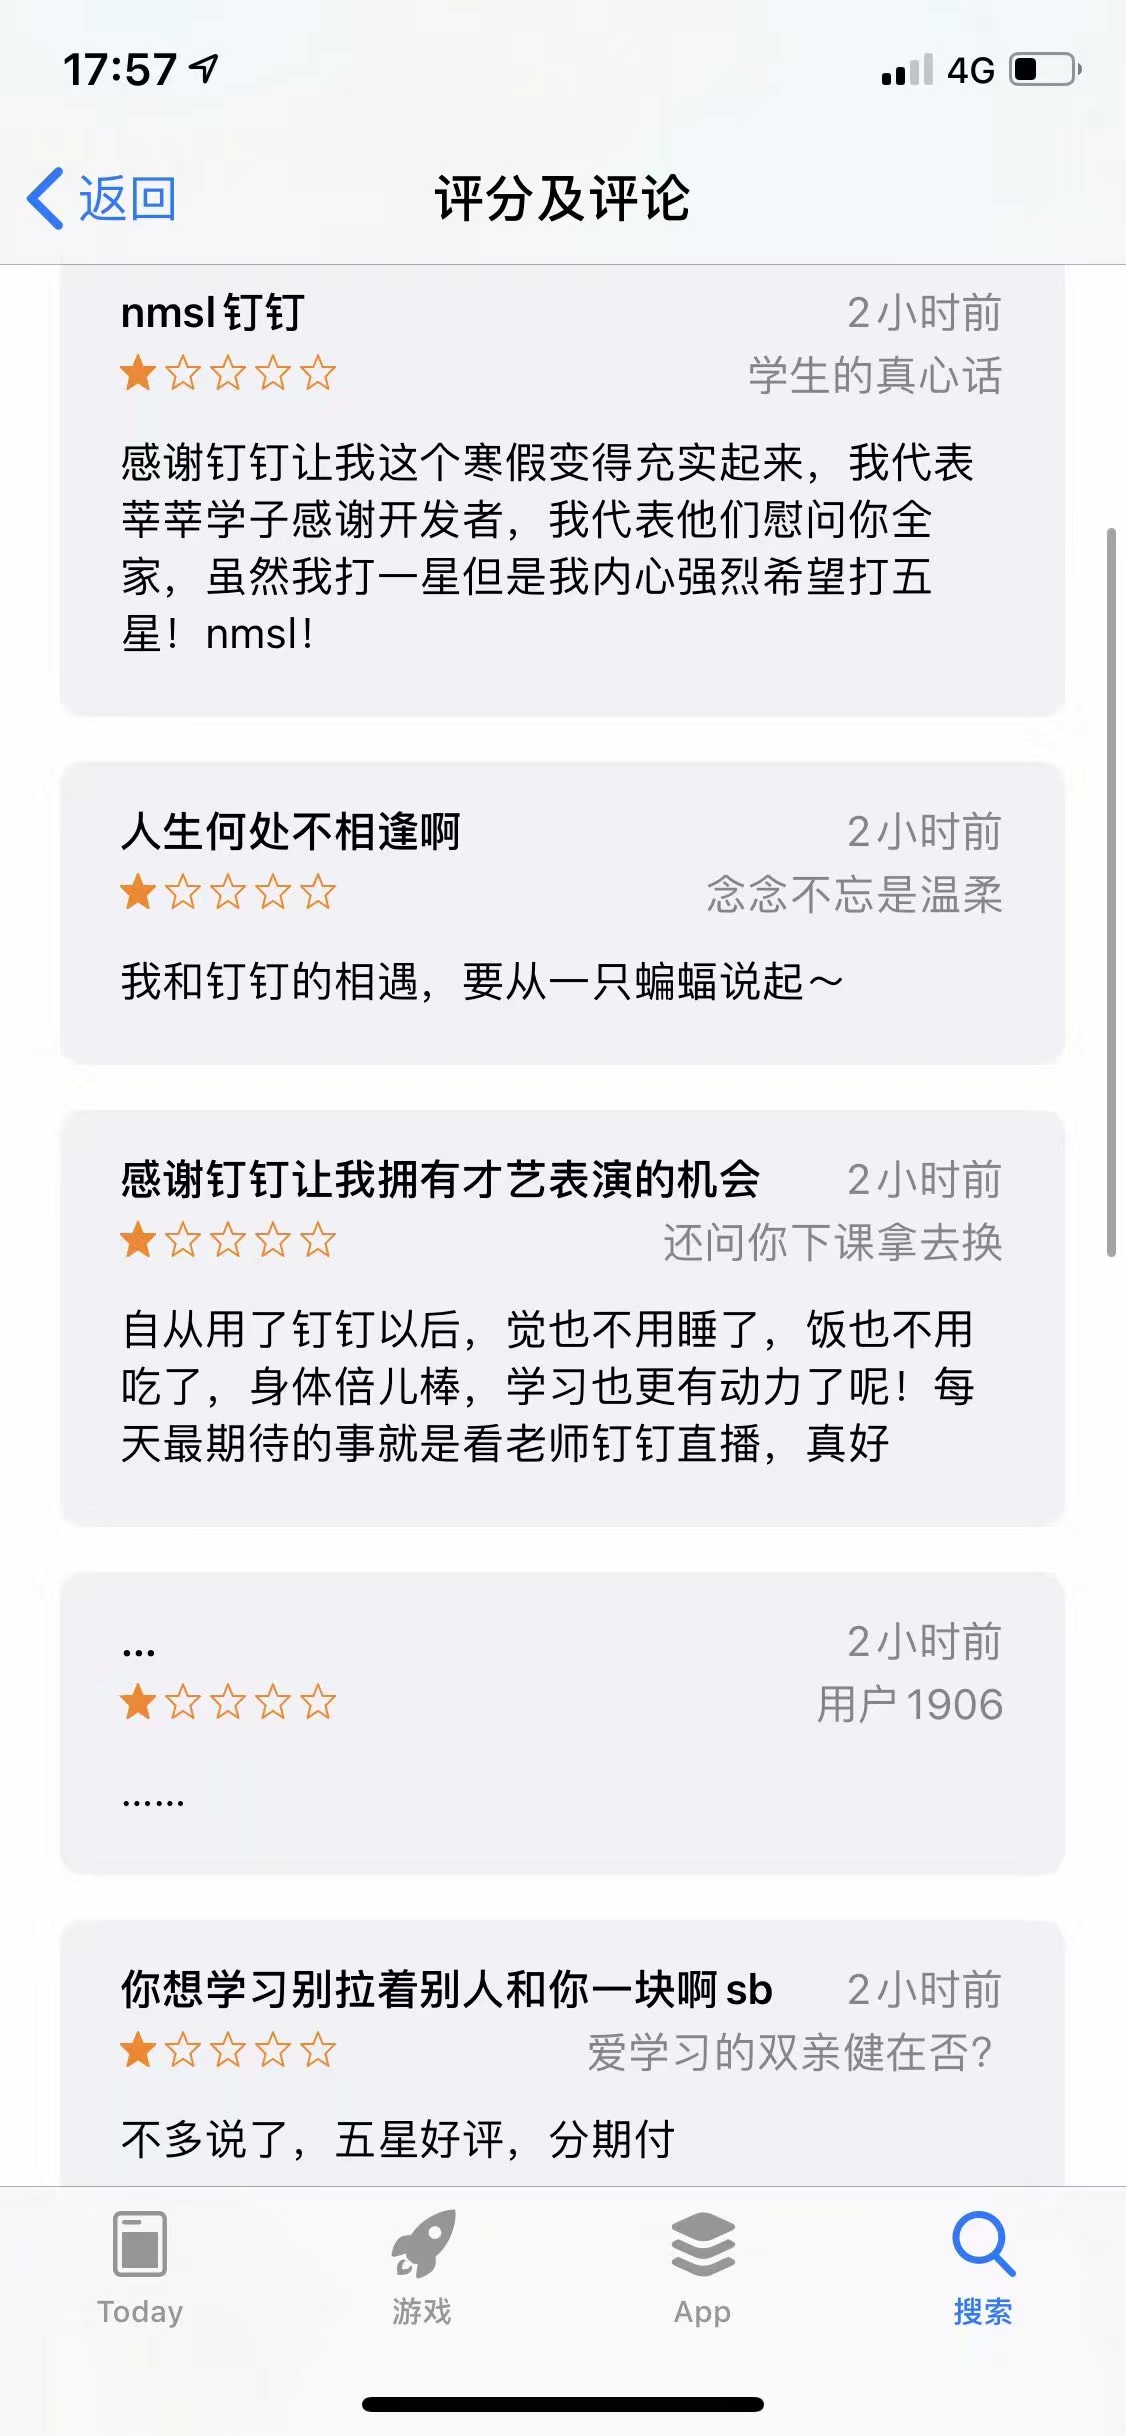 17:57
4G
返回
评分及评论
nmsl钉钉
2小时前
学生的真心话
感谢钉钉让我这个寒假变得充实起来，我代表
莘莘学子感谢开发者，我代表他们慰问你全
家，虽然我打一星但是我内心强烈希望打五
星！nmsl！
人生何处不相逢啊
2小时前
念念不忘是温柔
我和钉钉的相遇，要从一只蝙蝠说起～
感谢钉钉让我拥有才艺表演的机会
2小时前
还问你下课拿去换
自从用了钉钉以后，觉也不用睡了，饭也不用
吃了，身体倍儿棒，学习也更有动力了呢！每
天最期待的事就是看老师钉钉直播，真好
...
2小时前
用户1906
……
你想学习别拉着别人和你一块啊sb
2小时前
爱学习的双亲健在否?
不多说了，五星好评，分期付
Today
游戏
App
搜索